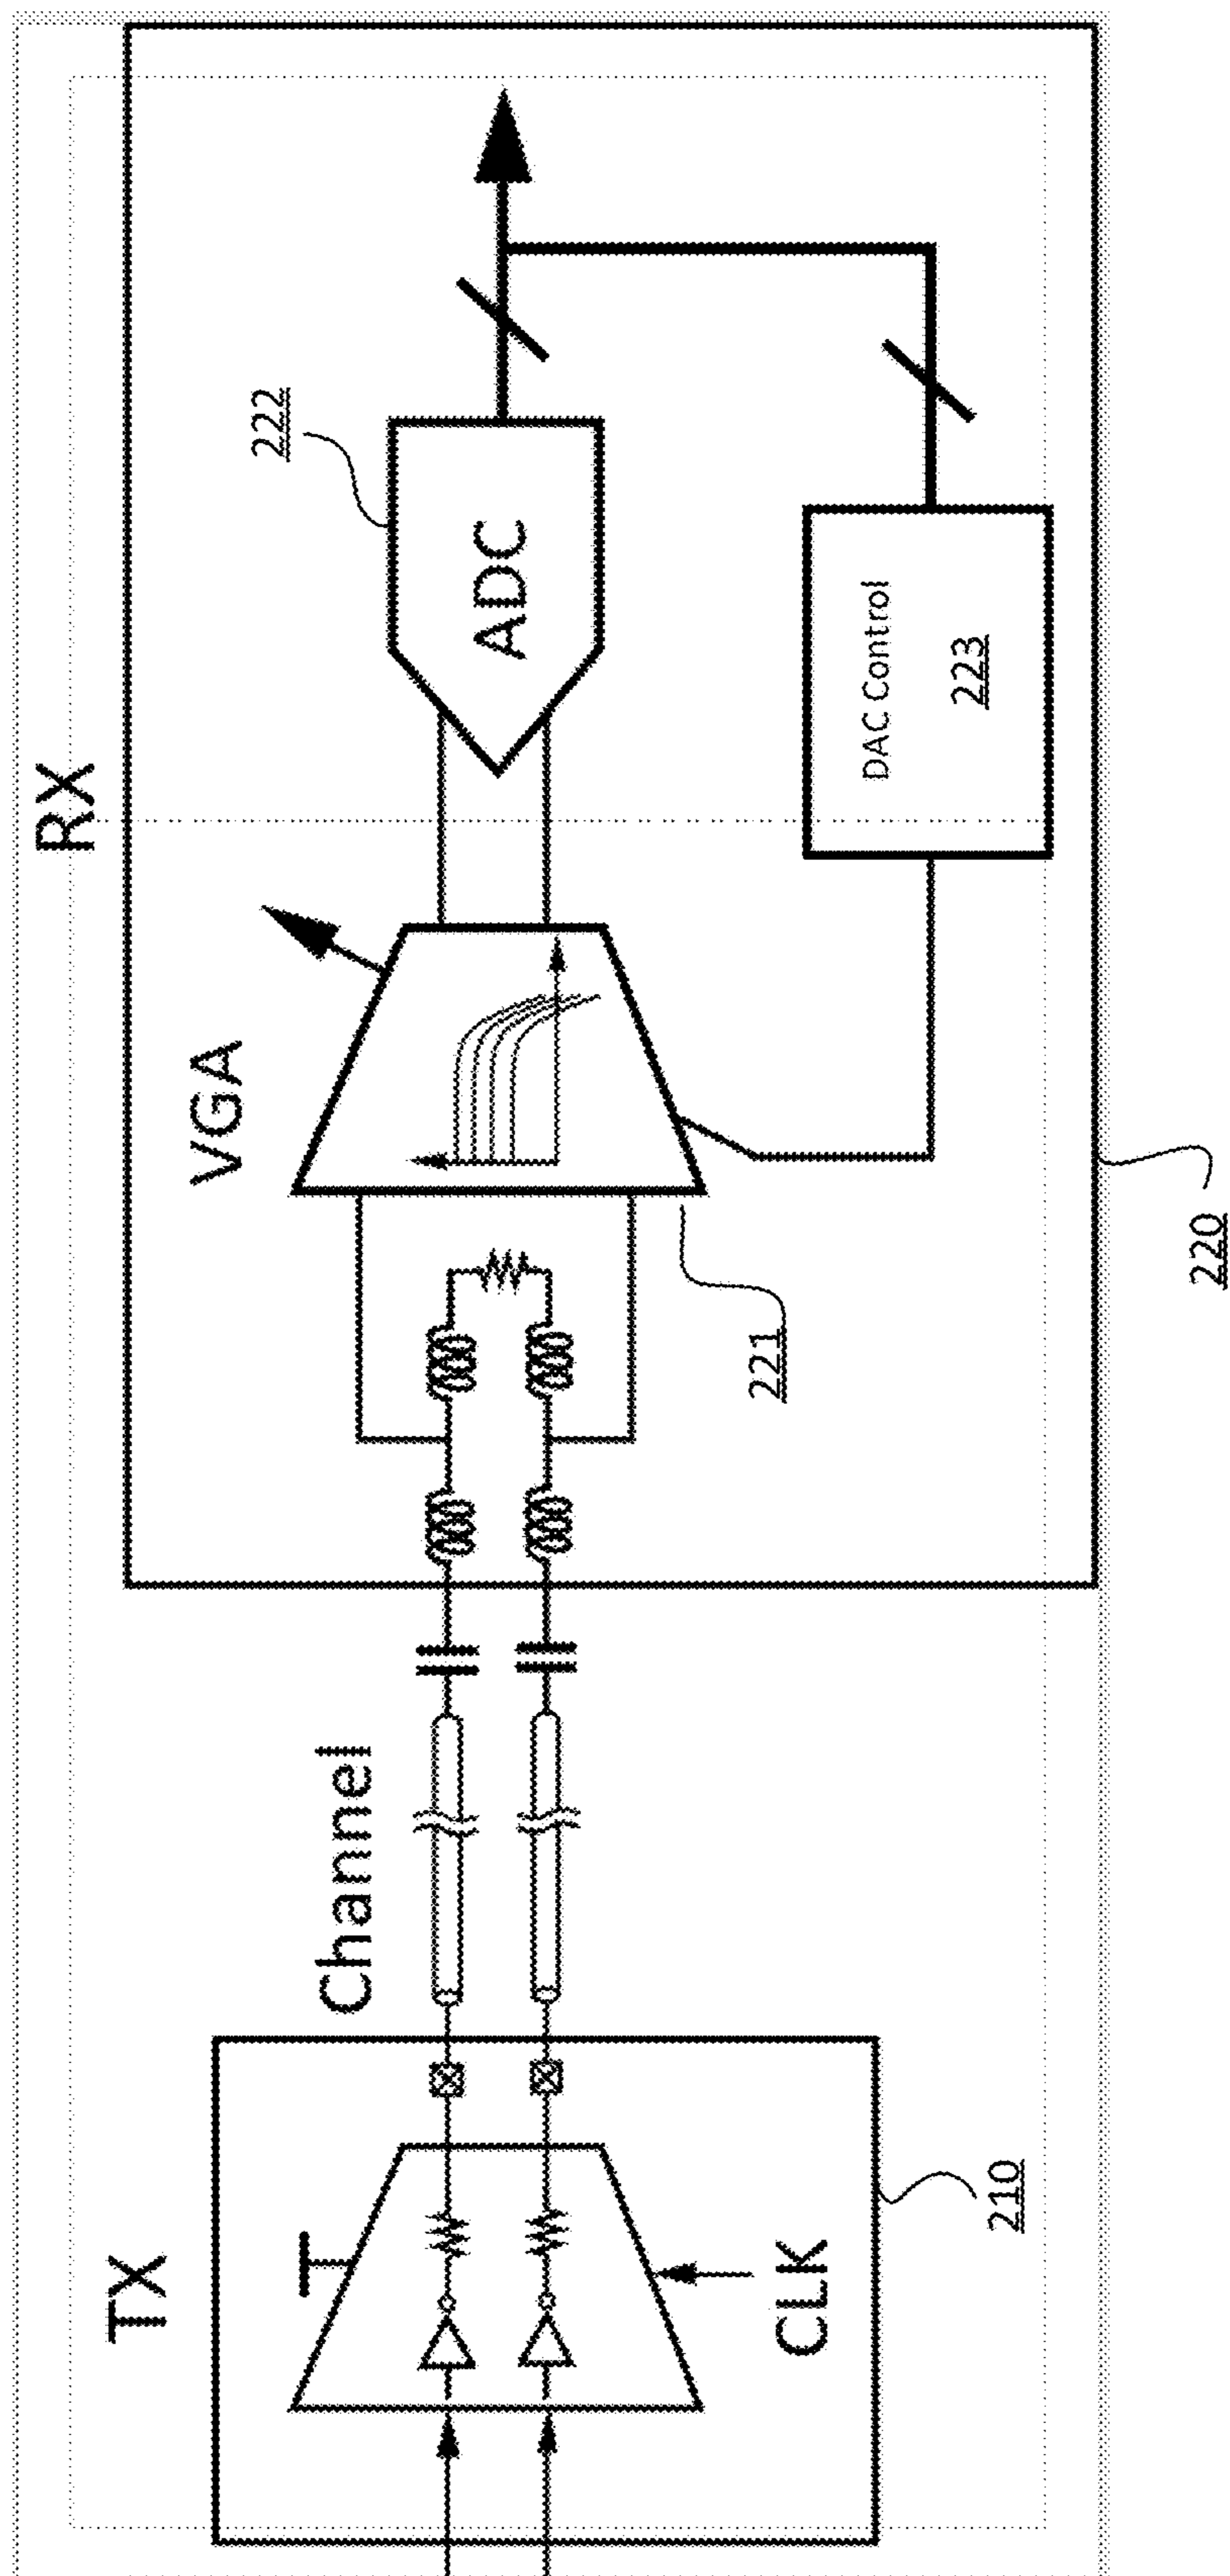 TX
CLK
210
Channel
RX
VGA
221
222
ADC
DAC Control
223
220